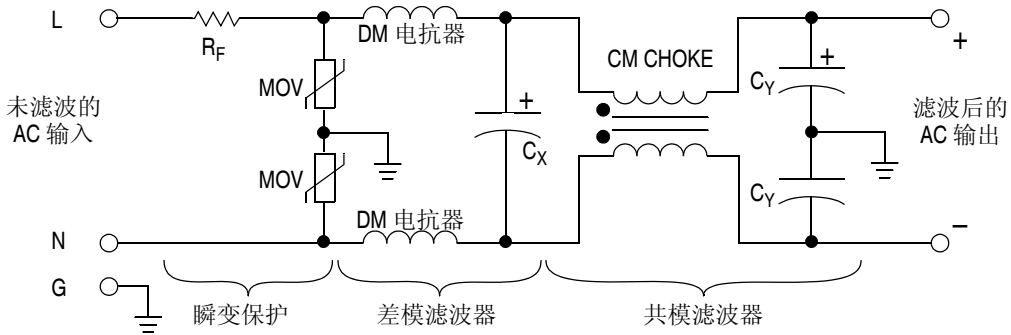 L
R_F
DM 电抗器
CM CHOKE
+
MOV
+
C_X
+
C_Y
未滤波的
AC 输入
滤波后的
AC 输出
MOV
C_Y
DM 电抗器
N
−
G
瞬变保护
差模滤波器
共模滤波器